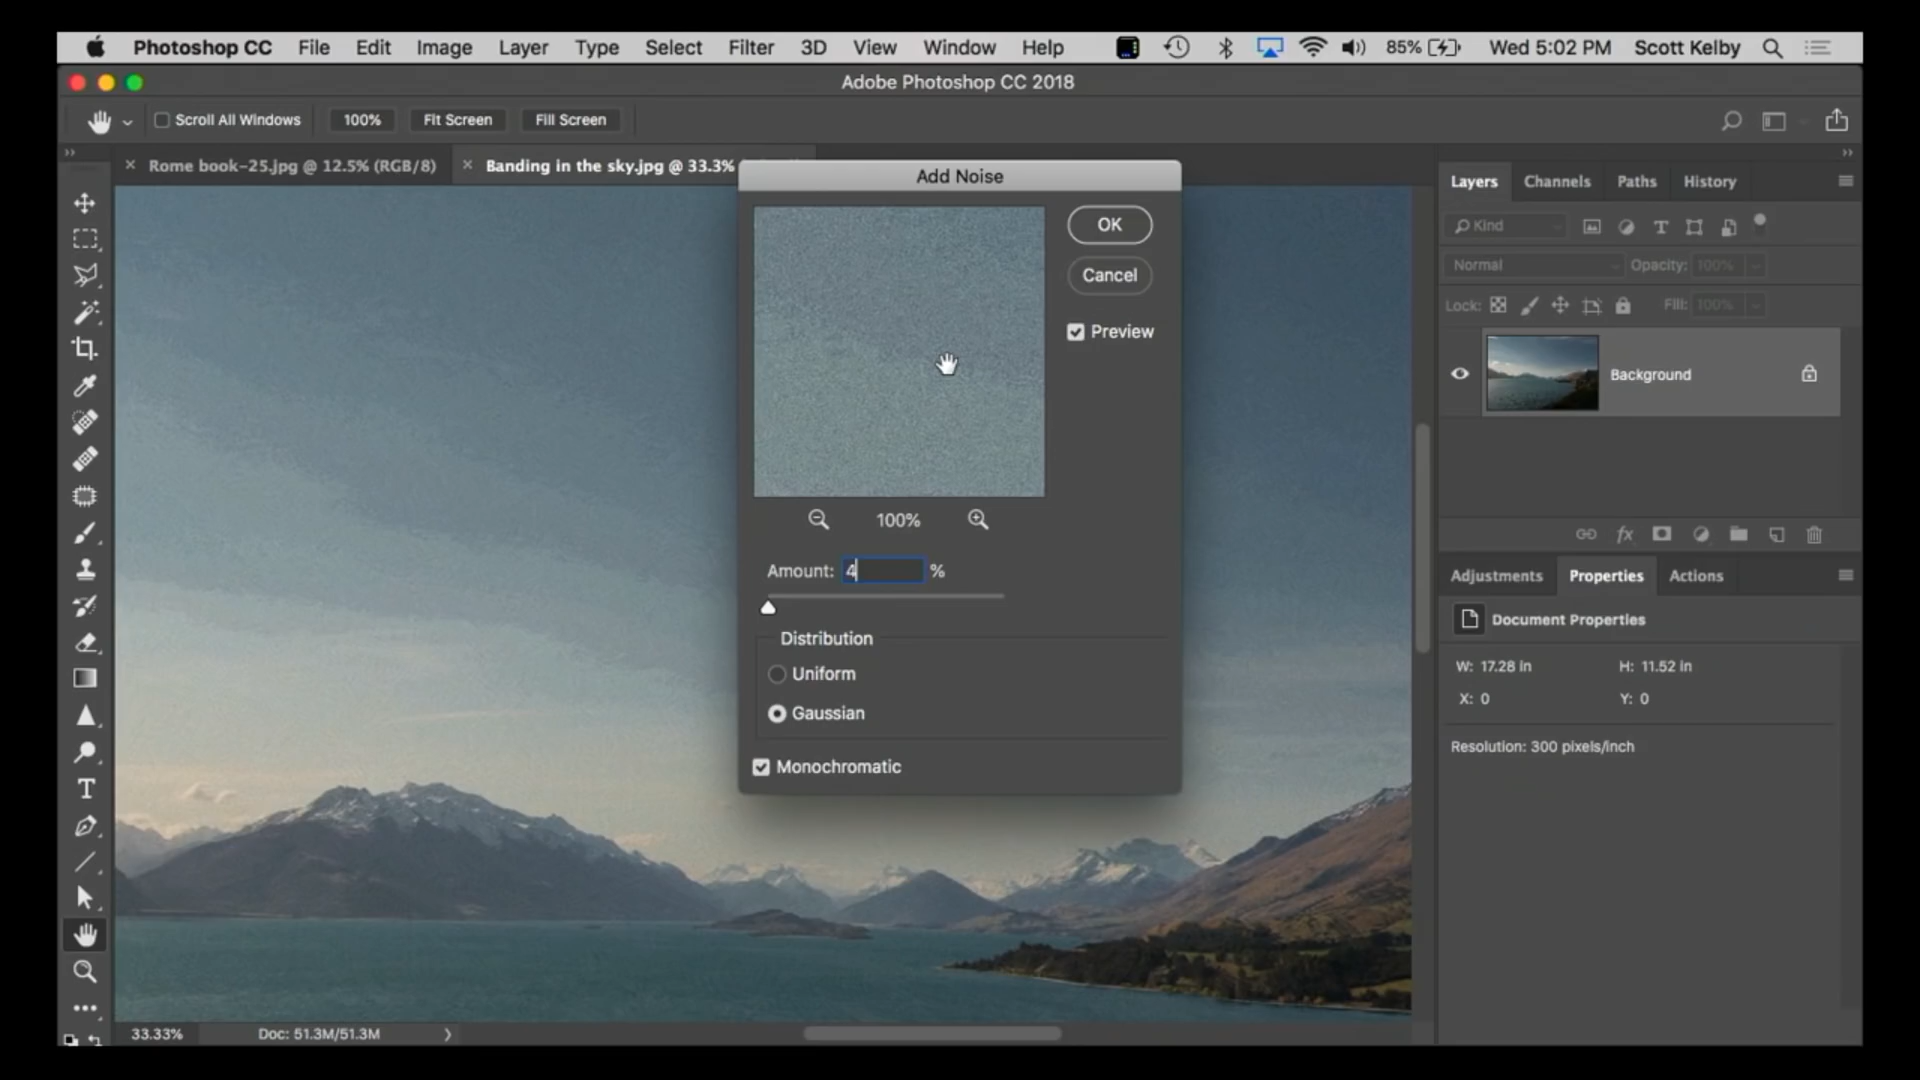 Photoshop CC File Edit Image Layer Type Select Filter 3D View Window Help 85% Wed 5:02 PM Scott Kelby
Adobe Photoshop CC 2018
Scroll All Windows 100% Fit Screen Fill Screen
Rome book-25.jpg @ 12.5% (RGB/8) Banding in the sky.jpg @ 33.3%
Add Noise
OK
Cancel
Preview
100%
Amount: 4 %
Distribution
Uniform
Gaussian
Monochromatic
Layers Channels Paths History
Kind
Normal Opacity: 100%
Lock: Fill: 100%
Background
fx
Adjustments Properties Actions
Document Properties
W: 17.28 in H: 11.52 in
X: 0 Y: 0
Resolution: 300 pixels/inch
33.33% Doc: 51.3M/51.3M